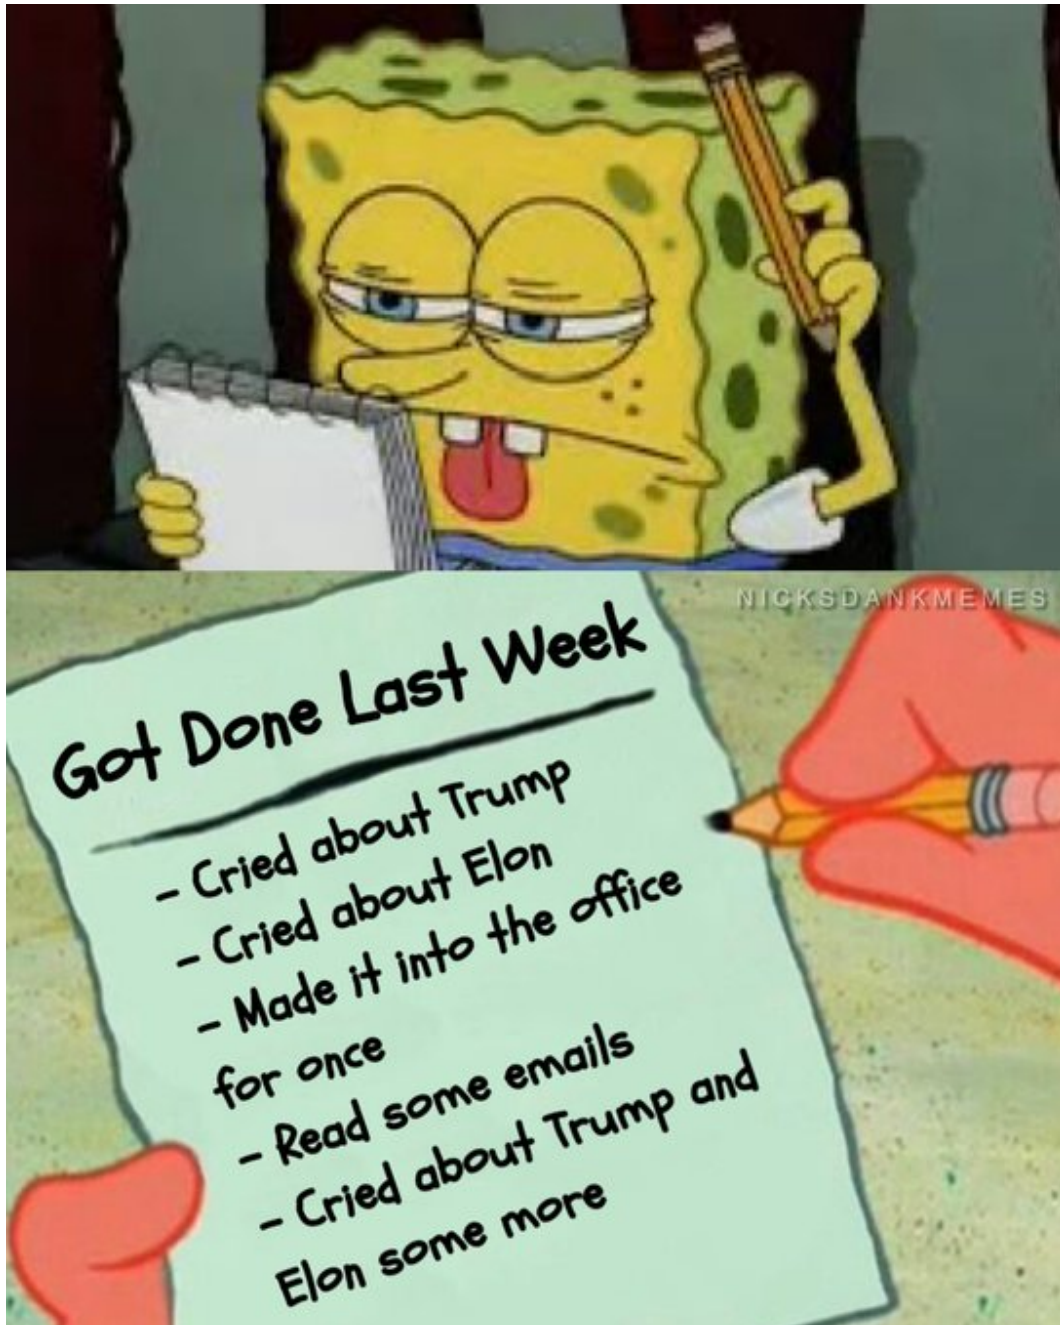 NICKSDANKMEMES
Got Done Last Week
- Cried about Trump
- Cried about Elon
- Made it into the office
for once
- Read some emails
- Cried about Trump and
Elon some more